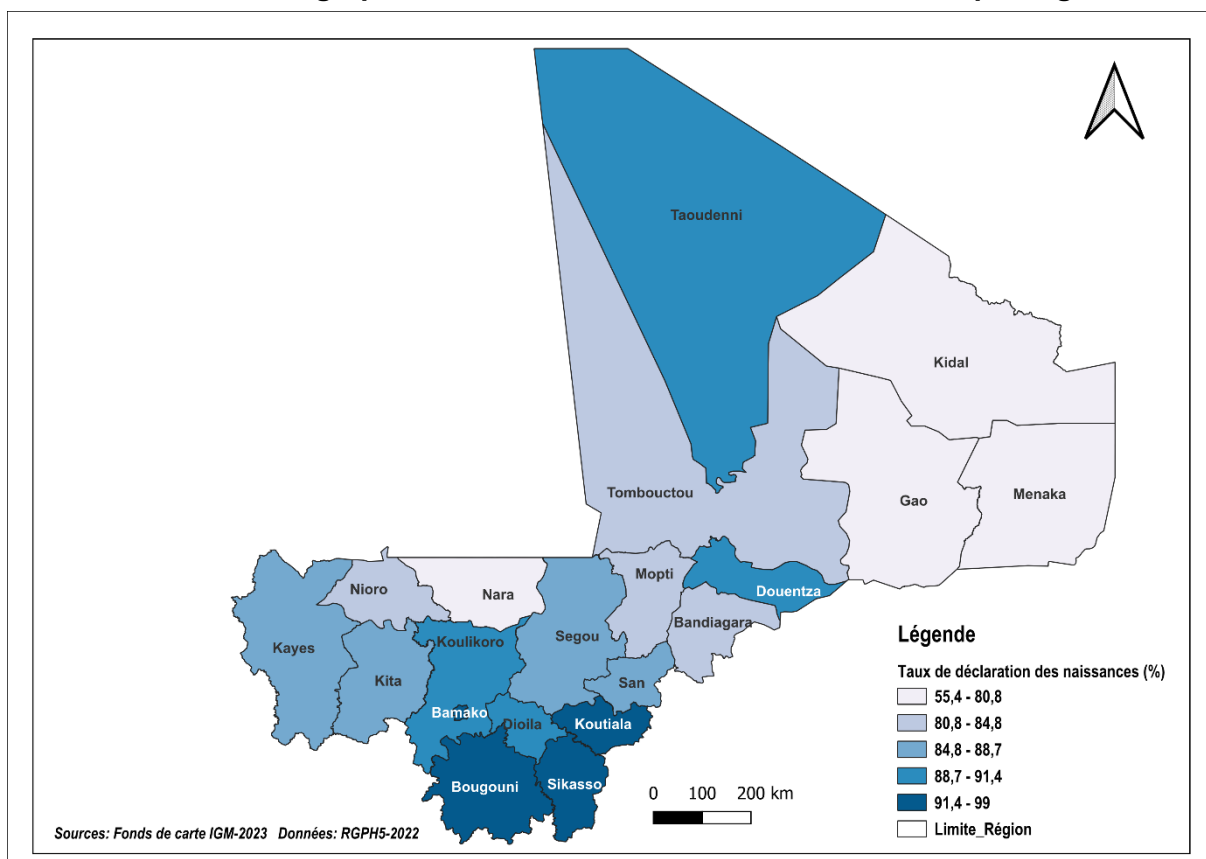 Taoudenni
Kidal
Tombouctou
Gao
Menaka
Mopti
Douentza
Nioro
Nara
Bandiagara
Koulikoro
Segou
Kayes
Kita
San
Bamako
Dioila
Koutiala
Bougouni
Sikasso
Légende
Taux de déclaration des naissances (%)
55,4 - 80,8
80,8 - 84,8
84,8 - 88,7
88,7 - 91,4
91,4 - 99
Limite_Région
0 100 200 km
Sources: Fonds de carte IGM-2023 Données: RGPH5-2022